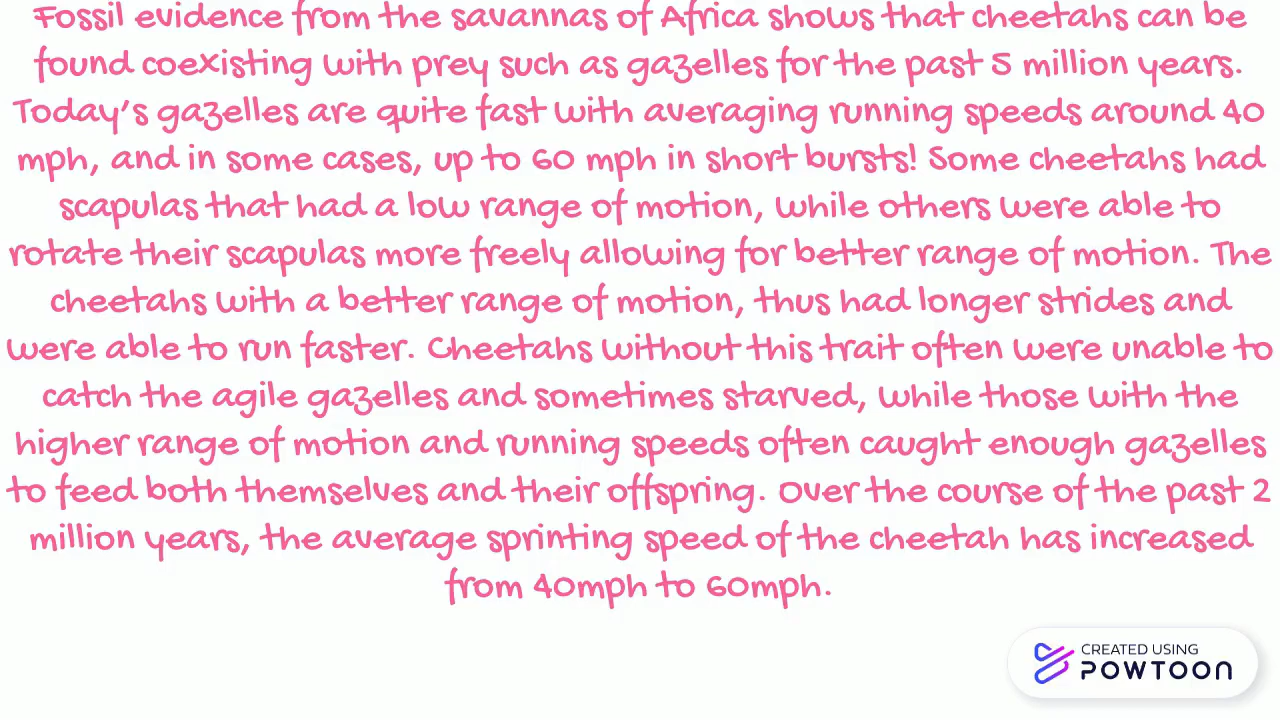 Fossil evidence from the savannas of Africa shows that cheetahs can be
found coexisting with prey such as gazelles for the past 5 million years.
Today's gazelles are quite fast with averaging running speeds around 40
mph, and in some cases, up to 60 mph in short bursts! Some cheetahs had
scapulas that had a low range of motion, while others were able to
rotate their scapulas more freely allowing for better range of motion. The
cheetahs with a better range of motion, thus had longer strides and
were able to run faster. Cheetahs without this trait often were unable to
catch the agile gazelles and sometimes starved, while those with the
higher range of motion and running speeds often caught enough gazelles
to feed both themselves and their offspring. Over the course of the past 2
million years, the average sprinting speed of the cheetah has increased
from 40mph to 60mph.
CREATED USING
POWTOON